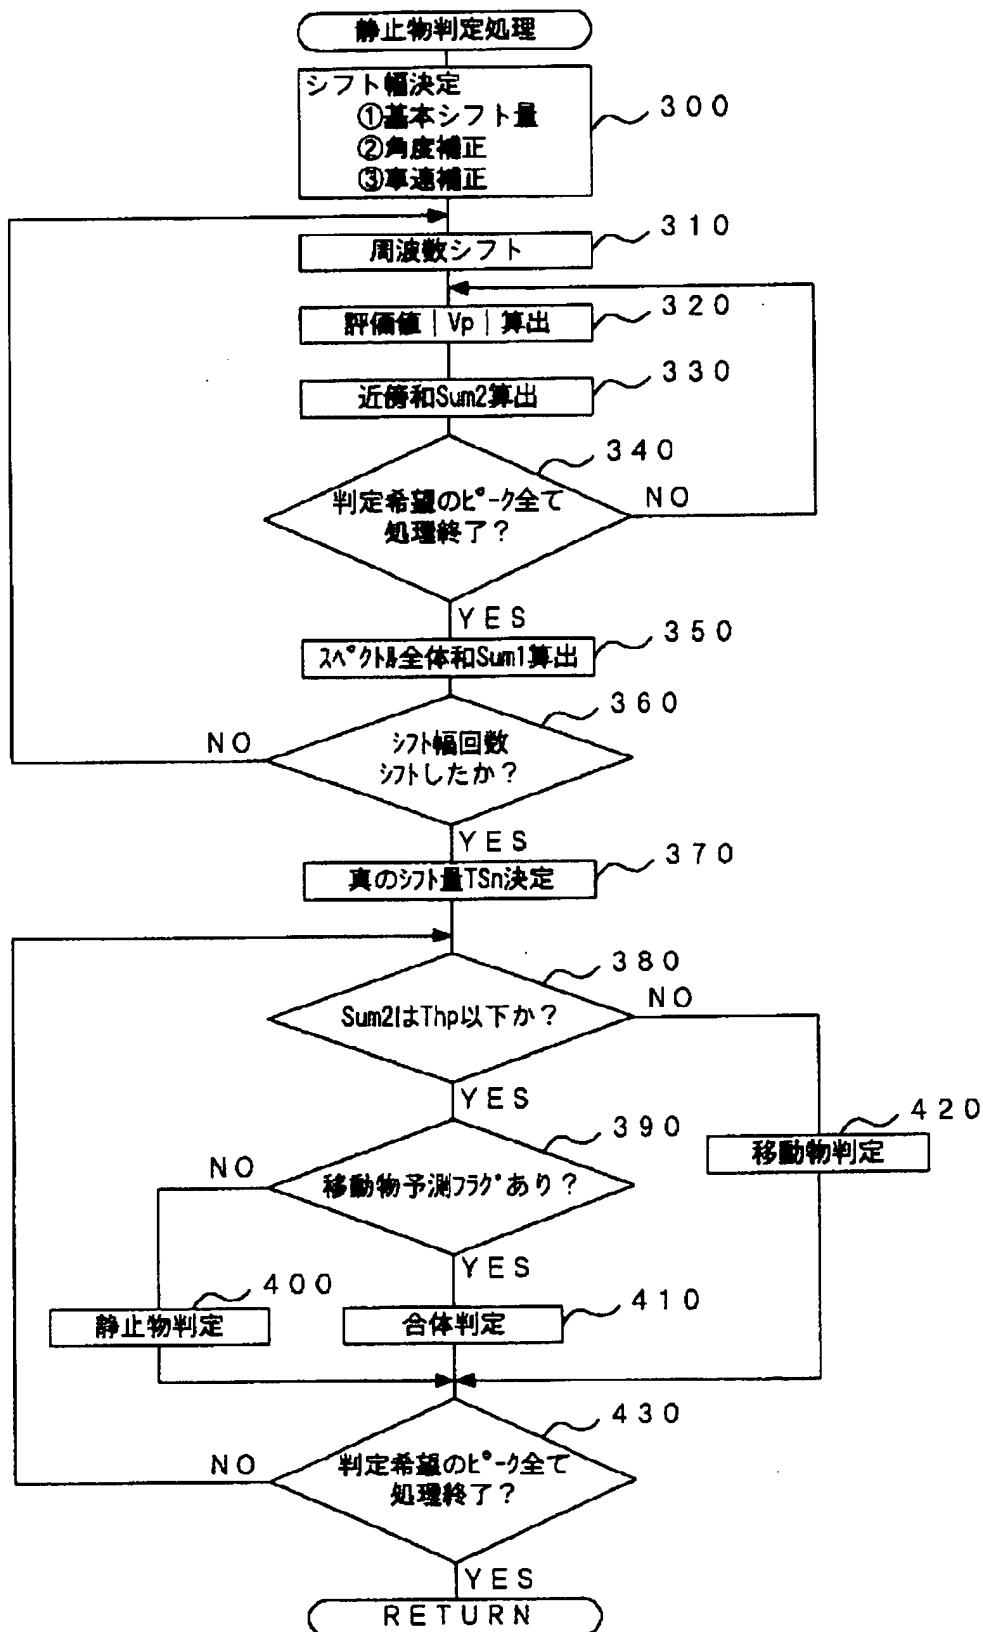 静止物判定処理
シフト幅決定
①基本シフト量
②角度補正
③車速補正
300
周波数シフト
310
評価値|Vp|算出
320
近傍和Sum2算出
330
340
判定希望のﾋﾟｰｸ全て
処理終了?
NO
YES
ｽﾍﾟｸﾄﾙ全体和Sum1算出
350
360
ｼﾌﾄ幅回数
ｼﾌﾄしたか?
NO
YES
真のｼﾌﾄ量TSn決定
370
380
Sum2はThp以下か?
NO
YES
420
移動物判定
390
移動物予測ﾌﾗｸﾞあり?
NO
YES
400
静止物判定
410
合体判定
430
判定希望のﾋﾟｰｸ全て
処理終了?
NO
YES
RETURN